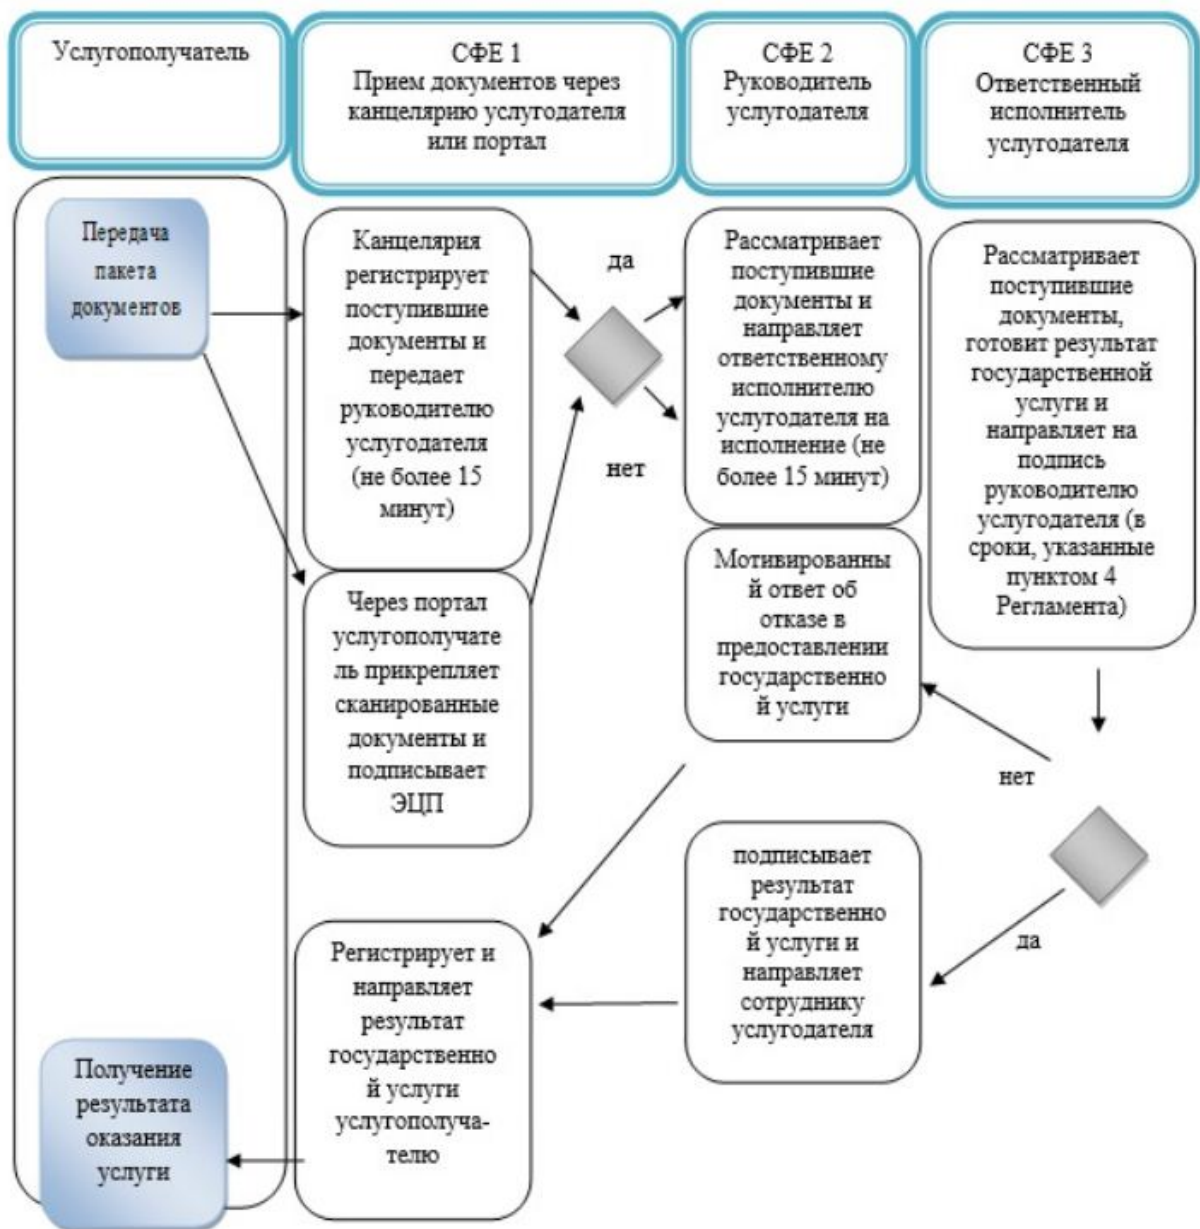 Услугополучатель
СФЕ 1
Прием документов через
канцелярию услугодателя
или портал
СФЕ 2
Руководитель
услугодателя
СФЕ 3
Ответственный
исполнитель
услугодателя
Передача
пакета
документов
Канцелярия
регистрирует
поступившие
документы и
передает
руководителю
услугодателя
(не более 15
минут)
да
нет
Рассматривает
поступившие
документы и
направляет
ответственному
исполнителю
услугодателя на
исполнение (не
более 15 минут)
Рассматривает
поступившие
документы,
готовит результат
государственной
услуги и
направляет на
подпись
руководителю
услугодателя (в
сроки, указанные
пунктом 4
Регламента)
Через портал
услугополучате
ль прикрепляет
сканированные
документы и
подписывает
ЭЦП
Мотивированны
й ответ об
отказе в
предоставлении
государственно
й услуги
нет
да
подписывает
результат
государственно
й услуги и
направляет
сотруднику
услугодателя
Регистрирует и
направляет
результат
государственно
й услуги
услугополуча-
телю
Получение
результата
оказания
услуги